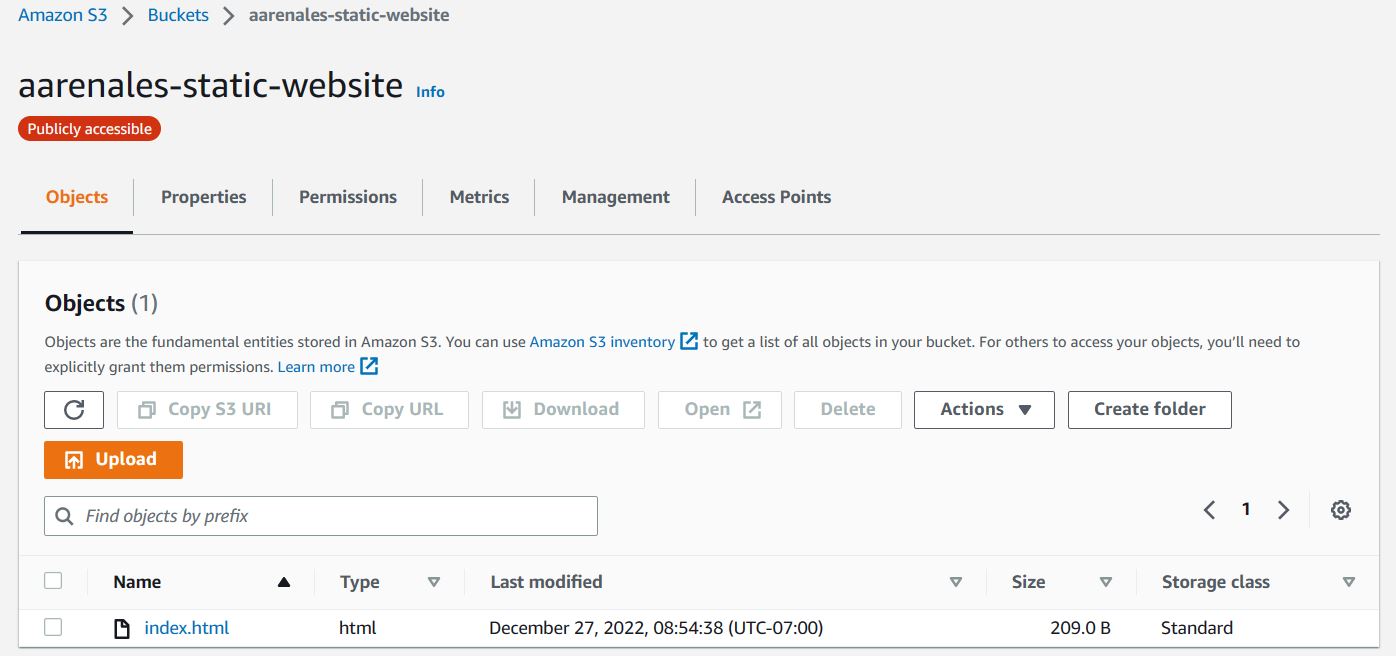 Amazon S3 Buckets aarenales-static-website
aarenales-static-website Info
Publicly accessible
Objects Properties Permissions Metrics Management Access Points
Objects (1)
Objects are the fundamental entities stored in Amazon S3. You can use Amazon S3 inventory to get a list of all objects in your bucket. For others to access your objects, you'll need to
explicitly grant them permissions. Learn more
Copy S3 URI Copy URL Download Open Delete Actions Create folder
Upload
Find objects by prefix 1
Name Type Last modified Size Storage class
index.html html December 27, 2022, 08:54:38 (UTC-07:00) 209.0 B Standard